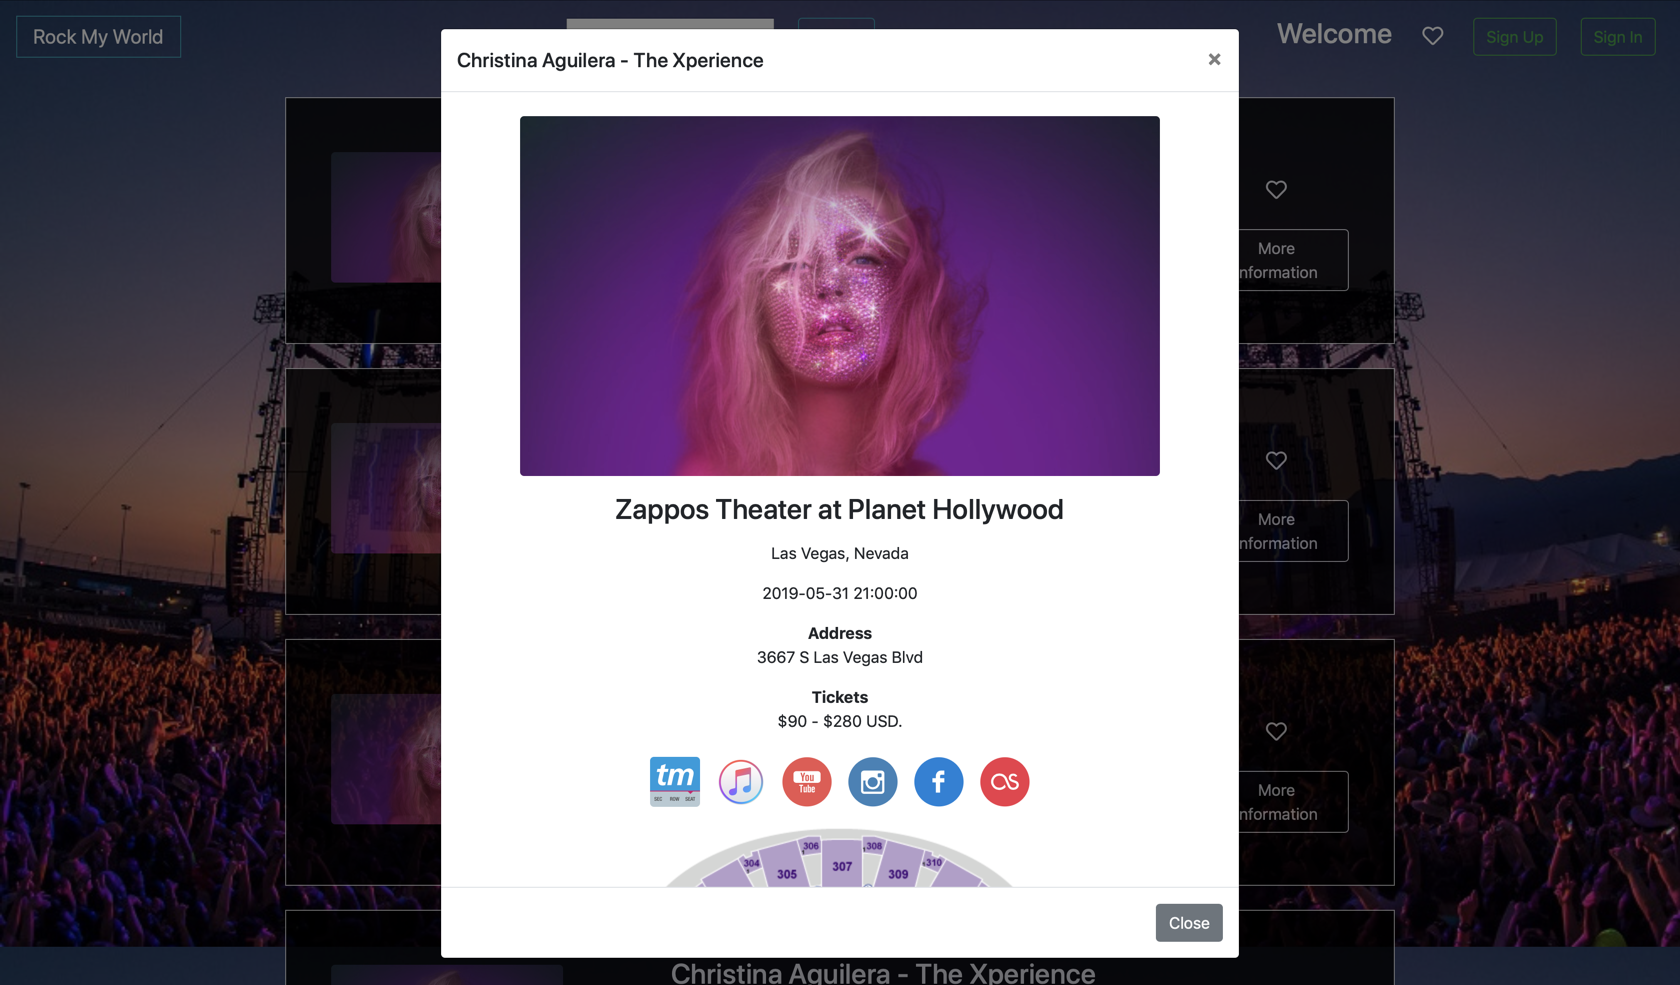 Rock My World
Welcome
Sign Up
Sign In
Christina Aguilera - The Xperience
×
More
nformation
More
nformation
More
nformation
Zappos Theater at Planet Hollywood
Las Vegas, Nevada
2019-05-31 21:00:00
Address
3667 S Las Vegas Blvd
Tickets
$90 - $280 USD.
tm
SEC ROW SEAT
You
Tube
f
304
305
306
307
308
309
310
Close
Christina Aguilera - The Xperience